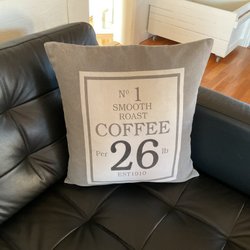 No 1
SMOOTH
ROAST
COFFEE
Per 26 lb
EST.1910